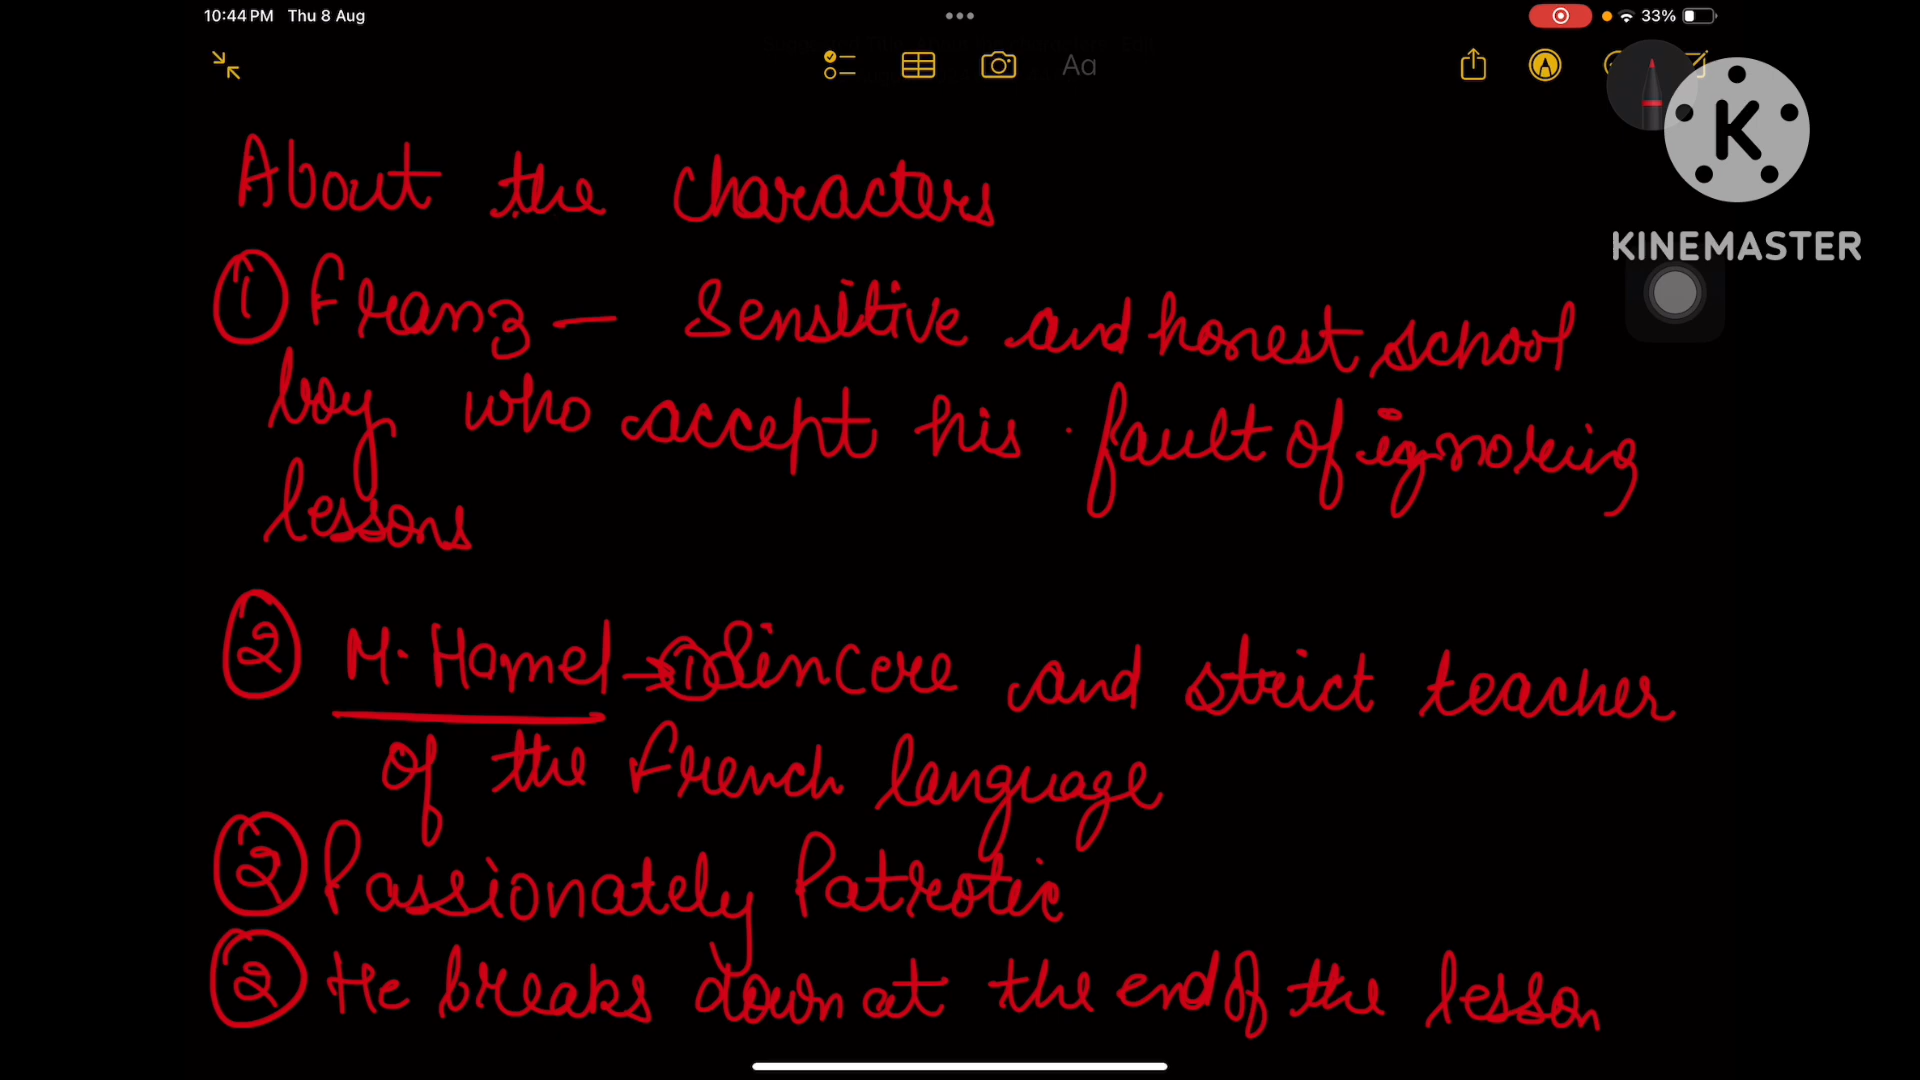 10:44 PM Thu 8 Aug
33%
Aa
K
KINEMASTER
About the characters
① Franz — Sensitive and honest school
boy who accept his fault of ignoring
lessons
② M. Hamel → ① Sincere and strict teacher
of the French language
② Passionately Patriotic
② He breaks down at the end of the lesson